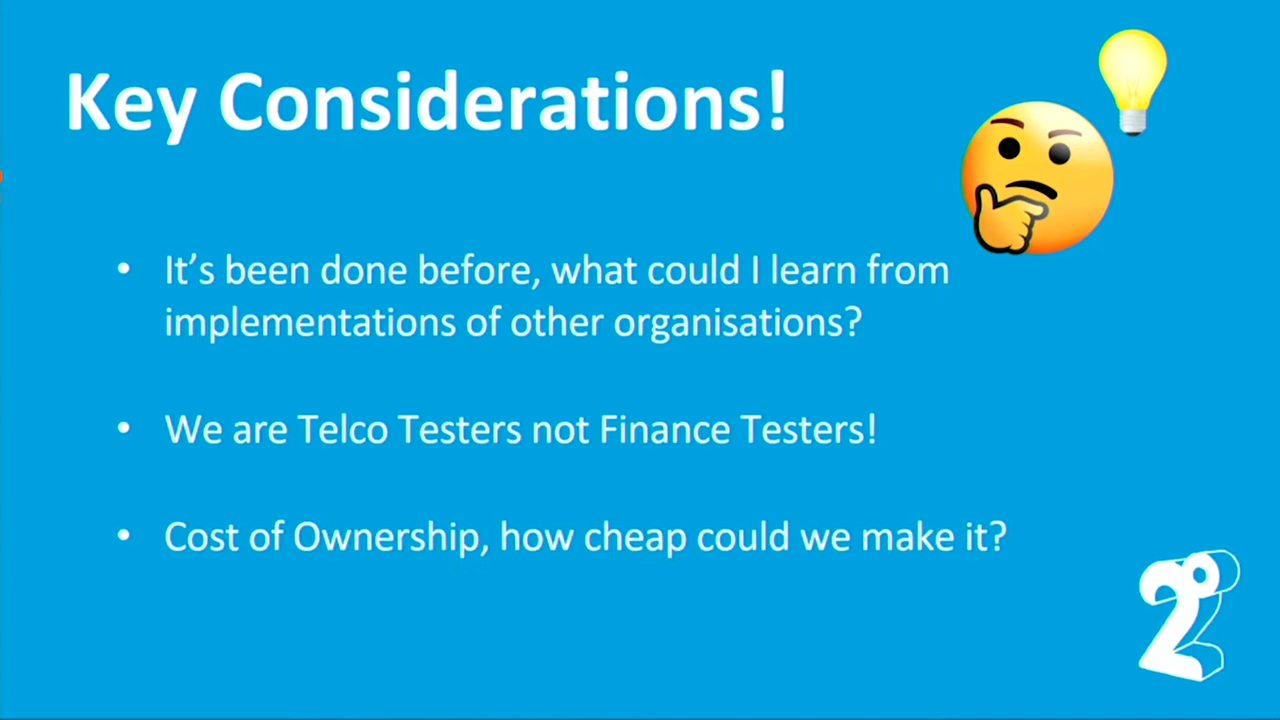 Key Considerations!
• It’s been done before, what could I learn from
implementations of other organisations?
• We are Telco Testers not Finance Testers!
• Cost of Ownership, how cheap could we make it?
2°